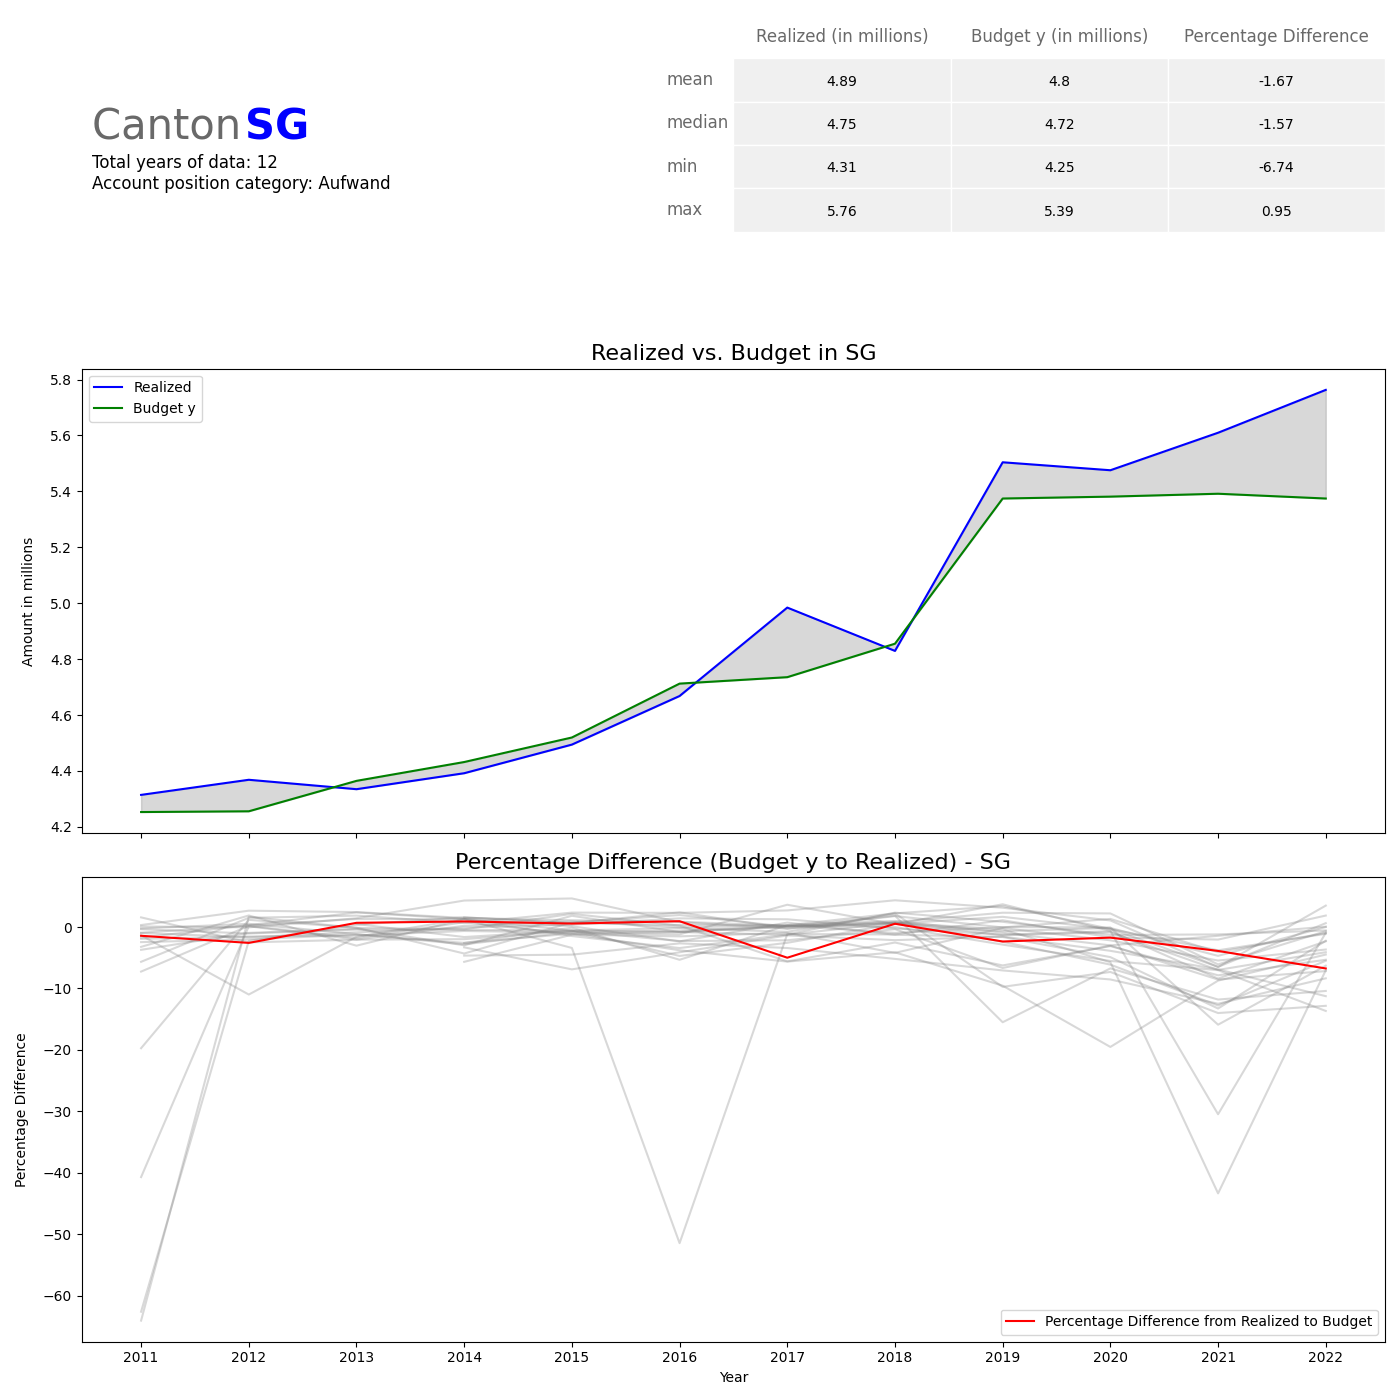 Realized (in millions) Budget y (in millions) Percentage Difference
mean 4.89 4.8 -1.67
median 4.75 4.72 -1.57
min 4.31 4.25 -6.74
max 5.76 5.39 0.95
Canton SG
Total years of data: 12
Account position category: Aufwand
Realized vs. Budget in SG
Realized
Budget y
Amount in millions
5.8
5.6
5.4
5.2
5.0
4.8
4.6
4.4
4.2
Percentage Difference (Budget y to Realized) - SG
Percentage Difference
0
−10
−20
−30
−40
−50
−60
Percentage Difference from Realized to Budget
2011 2012 2013 2014 2015 2016 2017 2018 2019 2020 2021 2022
Year